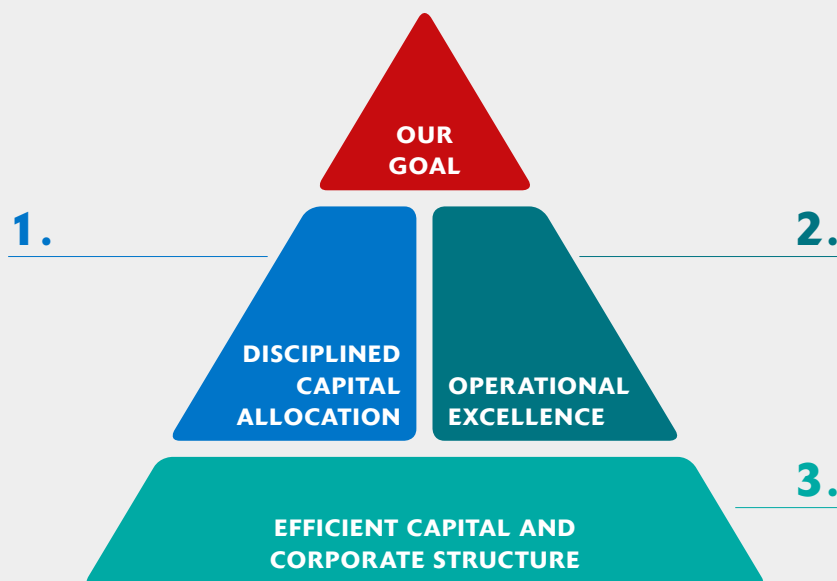 OUR
GOAL
1.
2.
DISCIPLINED
CAPITAL
ALLOCATION
OPERATIONAL
EXCELLENCE
3.
EFFICIENT CAPITAL AND
CORPORATE STRUCTURE